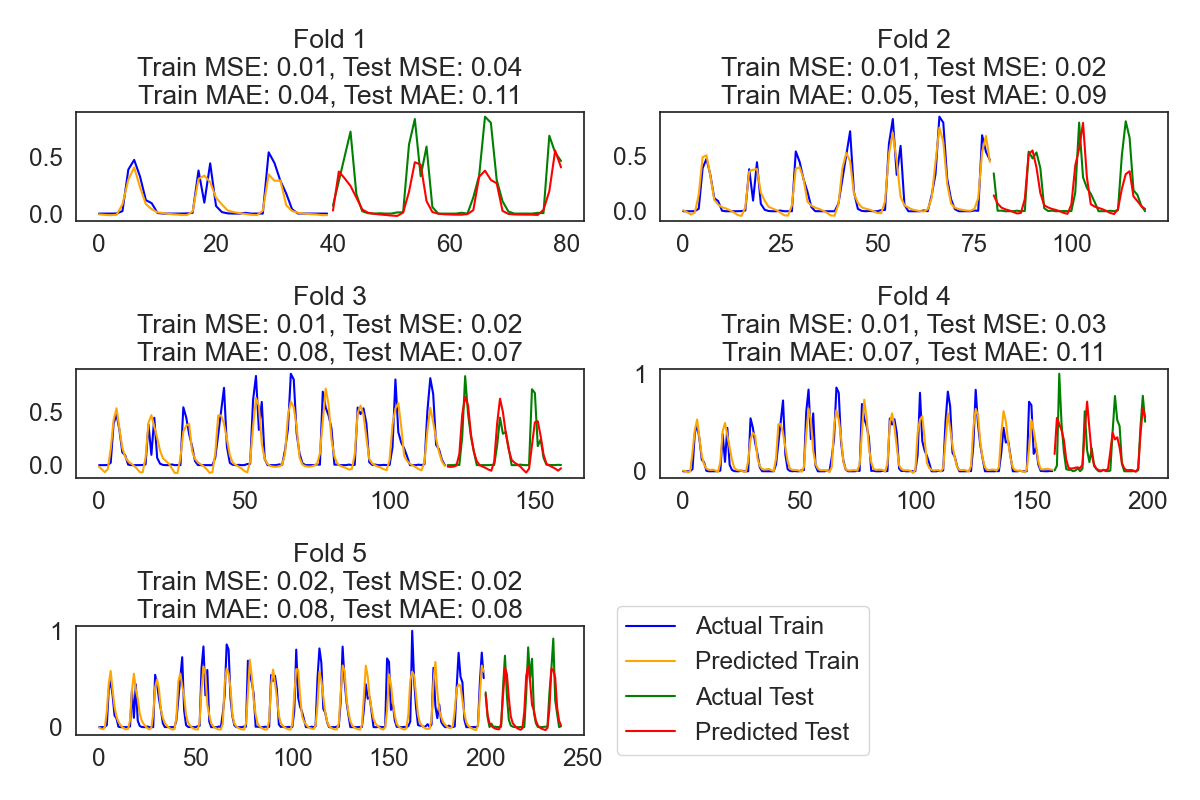 Fold 1
Train MSE: 0.01, Test MSE: 0.04
Train MAE: 0.04, Test MAE: 0.11
0.5
0.0
0 20 40 60 80
Fold 2
Train MSE: 0.01, Test MSE: 0.02
Train MAE: 0.05, Test MAE: 0.09
0.5
0.0
0 25 50 75 100
Fold 3
Train MSE: 0.01, Test MSE: 0.02
Train MAE: 0.08, Test MAE: 0.07
0.5
0.0
0 50 100 150
Fold 4
Train MSE: 0.01, Test MSE: 0.03
Train MAE: 0.07, Test MAE: 0.11
1
0
0 50 100 150 200
Fold 5
Train MSE: 0.02, Test MSE: 0.02
Train MAE: 0.08, Test MAE: 0.08
1
0
0 50 100 150 200 250
Actual Train
Predicted Train
Actual Test
Predicted Test